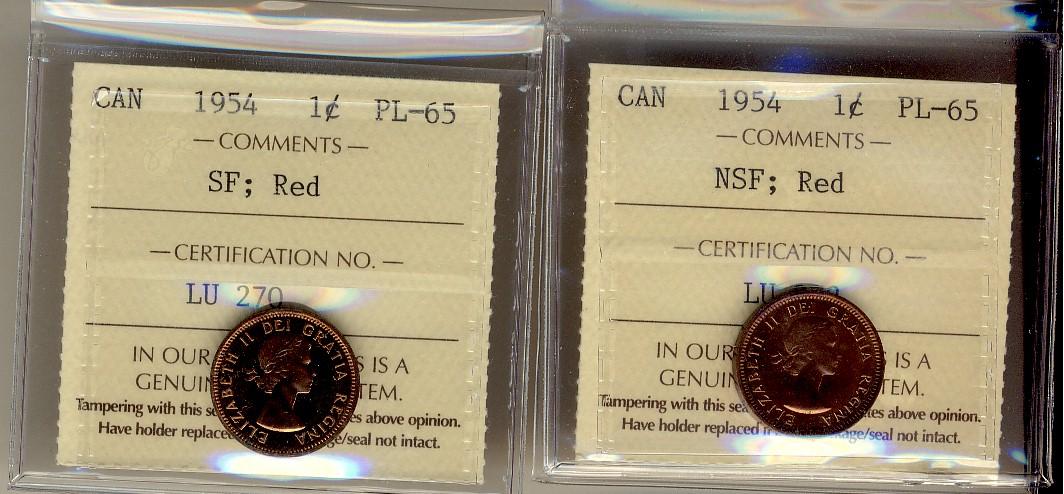 CAN 1954 1¢ PL-65
— COMMENTS —
SF; Red
— CERTIFICATION NO. —
LU 270
IN OUR S IS A
GENUIN TEM.
Tampering with this se es above opinion.
Have holder replace e/seal not intact.
ELIZABETH II DEI GRATIA REGINA
CAN 1954 1¢ PL-65
— COMMENTS —
NSF; Red
— CERTIFICATION NO. —
LU
IN OUR IS IS A
GENUIN TEM.
Tampering with this sea tes above opinion.
Have holder replaced kage/seal not intact.
ELIZABETH II DEI GRATIA REGINA